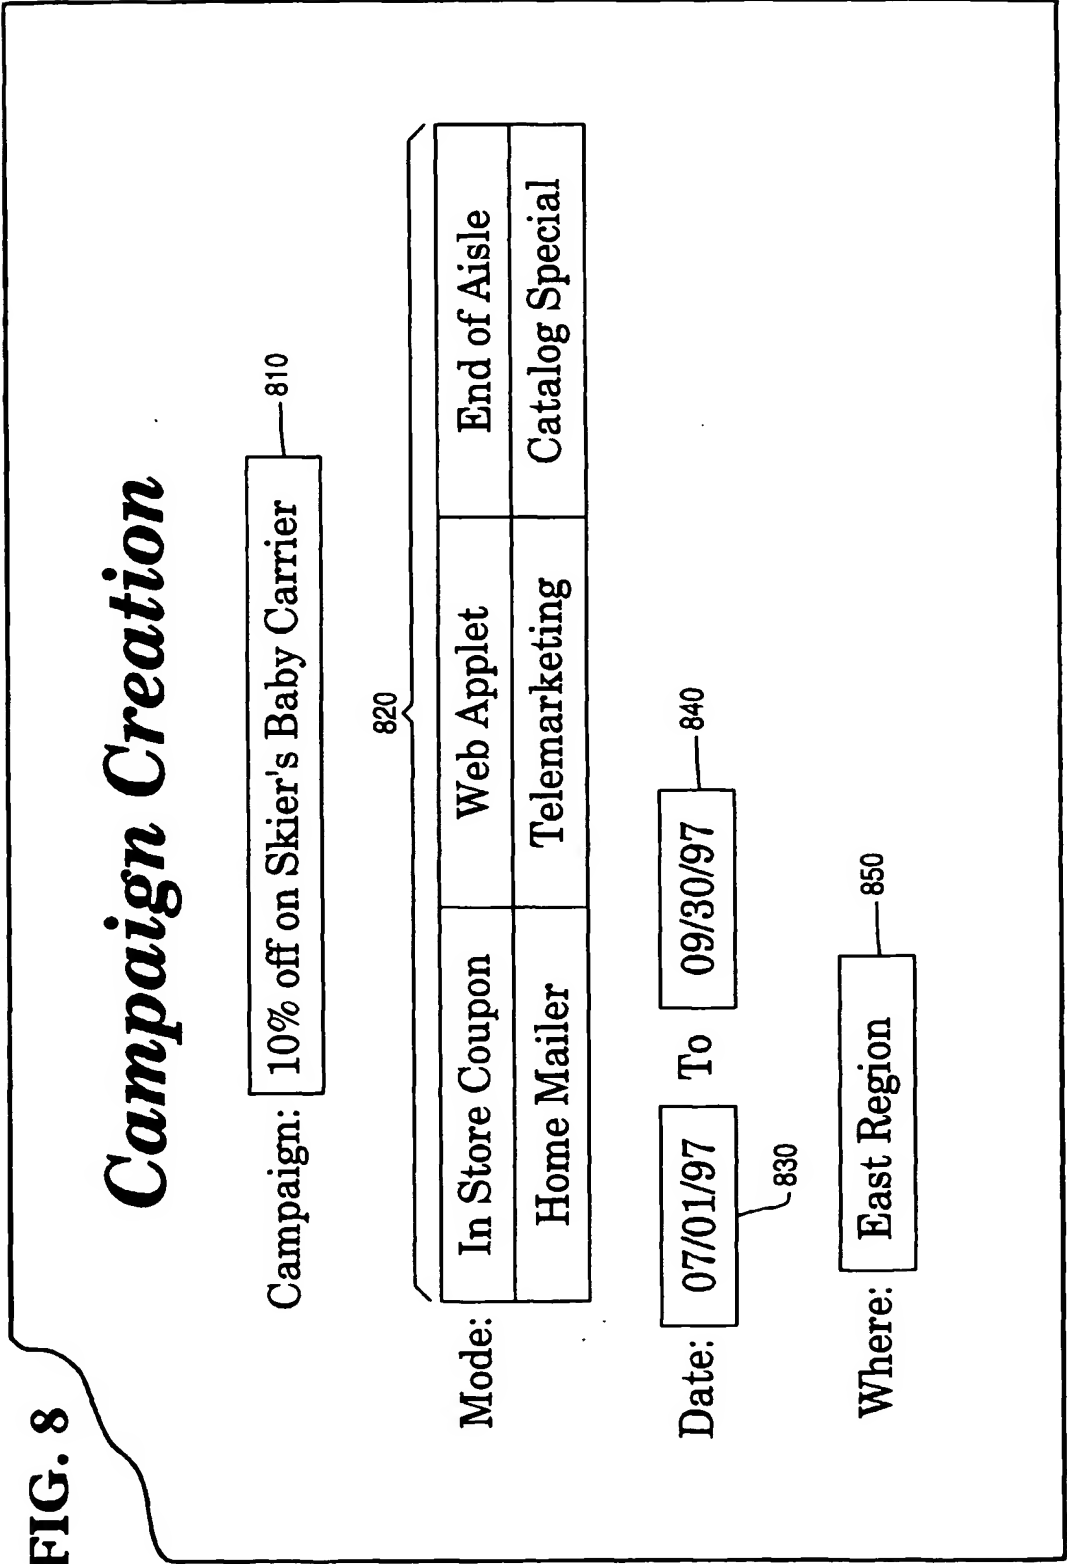 FIG. 8
Campaign Creation
Campaign: 10% off on Skier's Baby Carrier 810
820
Mode: In Store Coupon Web Applet End of Aisle
Home Mailer Telemarketing Catalog Special
Date: 07/01/97 To 09/30/97 840
830
Where: East Region 850